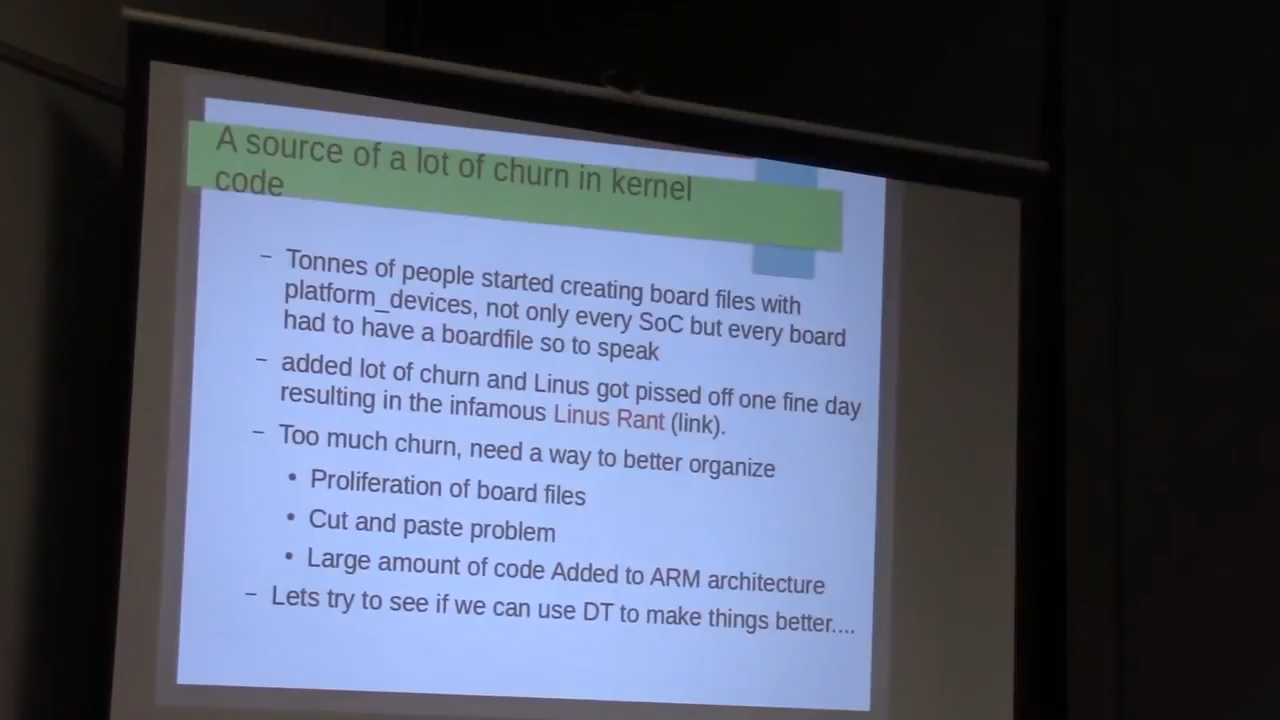 A source of a lot of churn in kernel
code
– Tonnes of people started creating board files with
platform_devices, not only every SoC but every board
had to have a boardfile so to speak
– added lot of churn and Linus got pissed off one fine day
resulting in the infamous Linus Rant (link).
– Too much churn, need a way to better organize
• Proliferation of board files
• Cut and paste problem
• Large amount of code Added to ARM architecture
– Lets try to see if we can use DT to make things better....